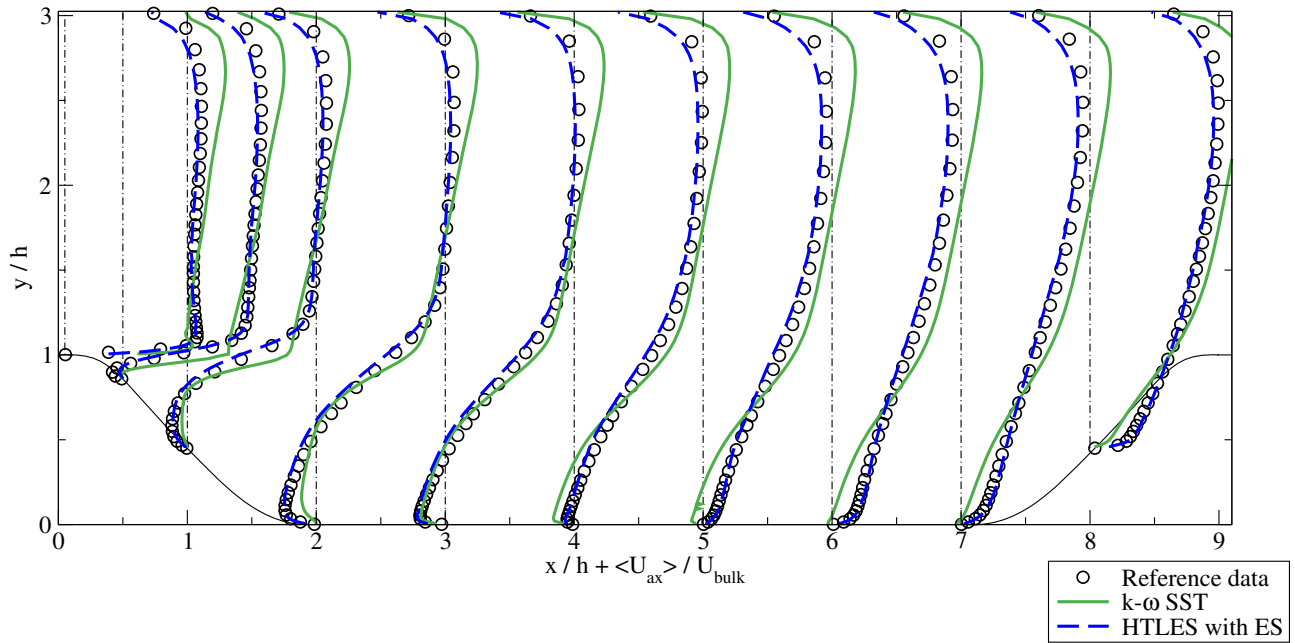 3
2
1
0
y / h
0 1 2 3 4 5 6 7 8 9
x / h + <U_ax> / U_bulk
Reference data
k-ω SST
HTLES with ES